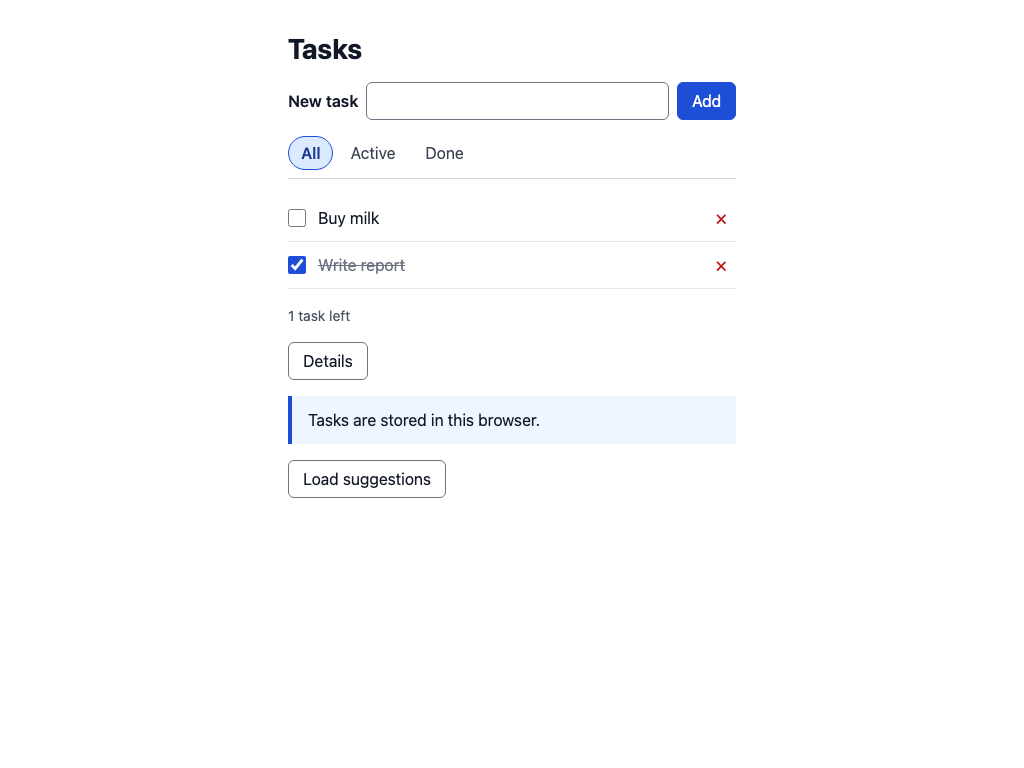 Tasks
New task Add
All Active Done
Buy milk ×
Write report ×
1 task left
Details
Tasks are stored in this browser.
Load suggestions